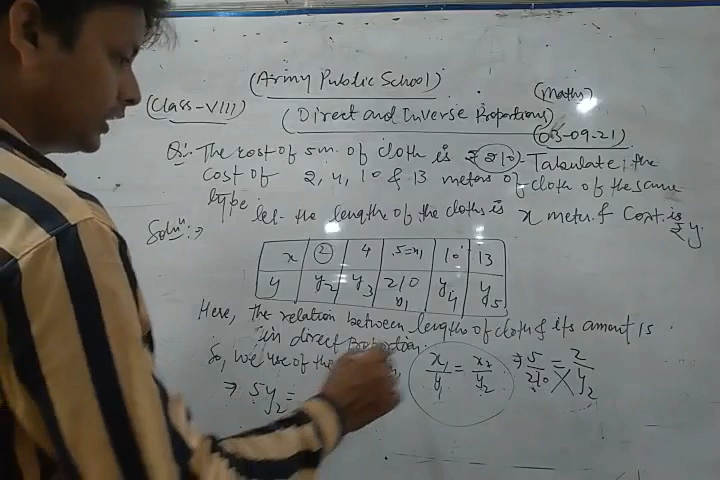 (Army Public School)
(Maths)
(Class-VIII)
(Direct and Inverse Proportions)
(03-09-21)
Q:- The cost of 5m. of cloth is ₹ 210. Tabulate the
cost of 2, 4, 10 & 13 meters of cloth of the same
type.
Solun:→ let the length of the cloths is x meter & Cost is ₹ y
x 2 4 5=x1 10 13
y y2 y3 210 y1 y4 y5
Here, the relation between lengths of cloth & its amount is
in direct proportion.
So, we use of the
x1/y1 = x2/y2 ⇒ 5/210 = 2/y2
⇒ 5y2 =